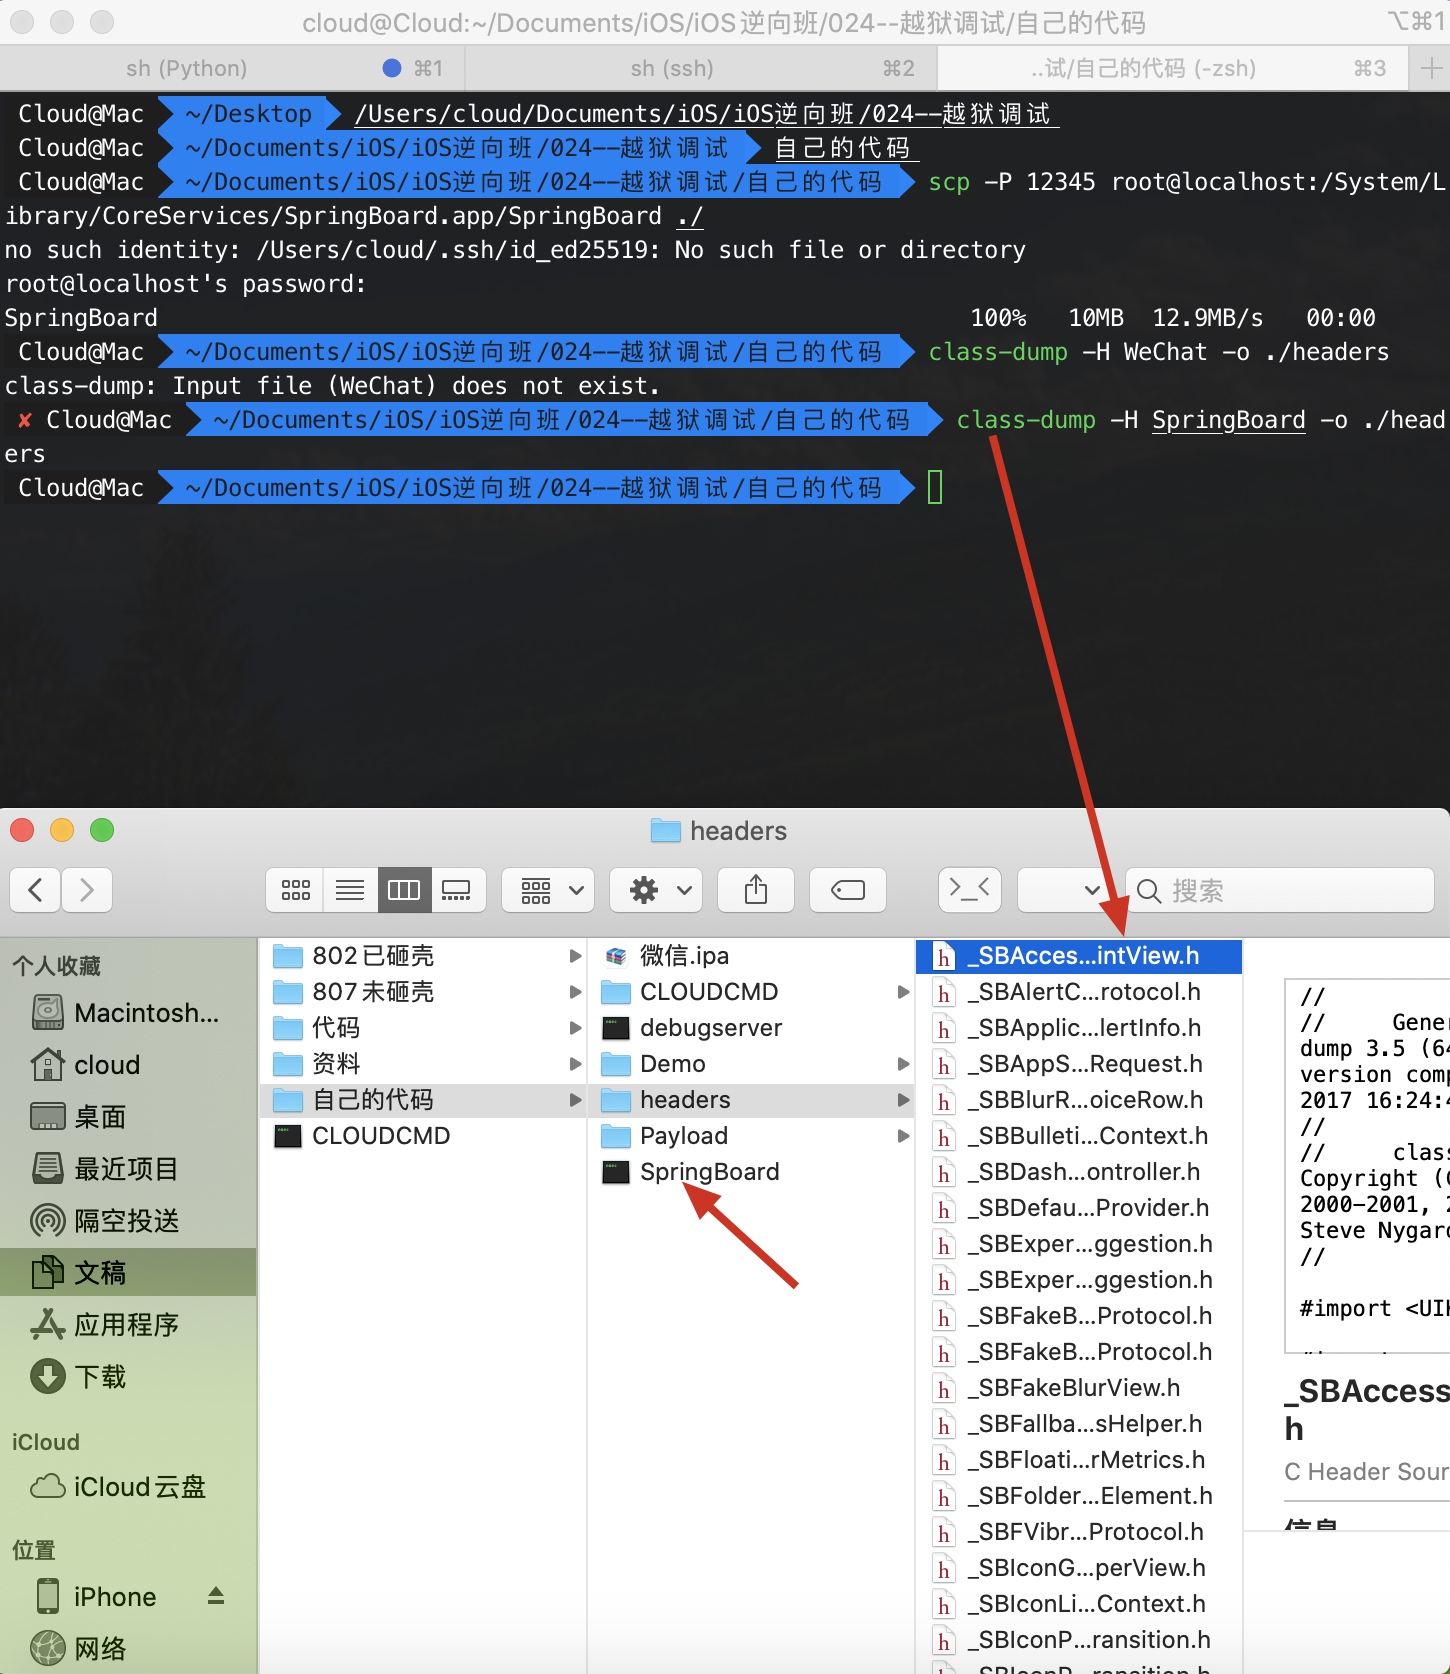 cloud@Cloud:~/Documents/iOS/iOS逆向班/024--越狱调试/自己的代码
⌥⌘1
sh (Python)
⌘1
sh (ssh)
⌘2
..试/自己的代码 (-zsh)
⌘3
Cloud@Mac ~/Desktop /Users/cloud/Documents/iOS/iOS逆向班/024--越狱调试
Cloud@Mac ~/Documents/iOS/iOS逆向班/024--越狱调试 自己的代码
Cloud@Mac ~/Documents/iOS/iOS逆向班/024--越狱调试/自己的代码 scp -P 12345 root@localhost:/System/L
ibrary/CoreServices/SpringBoard.app/SpringBoard ./
no such identity: /Users/cloud/.ssh/id_ed25519: No such file or directory
root@localhost's password:
SpringBoard 100% 10MB 12.9MB/s 00:00
Cloud@Mac ~/Documents/iOS/iOS逆向班/024--越狱调试/自己的代码 class-dump -H WeChat -o ./headers
class-dump: Input file (WeChat) does not exist.
✘ Cloud@Mac ~/Documents/iOS/iOS逆向班/024--越狱调试/自己的代码 class-dump -H SpringBoard -o ./head
ers
Cloud@Mac ~/Documents/iOS/iOS逆向班/024--越狱调试/自己的代码
headers
搜索
个人收藏
Macintosh...
cloud
桌面
最近项目
隔空投送
文稿
应用程序
下载
iCloud
iCloud云盘
位置
iPhone
网络
802已砸壳
807未砸壳
代码
资料
自己的代码
CLOUDCMD
微信.ipa
CLOUDCMD
debugserver
Demo
headers
Payload
SpringBoard
_SBAcces...intView.h
_SBAlertC...rotocol.h
_SBApplic...lertInfo.h
_SBAppS...Request.h
_SBBlurR...oiceRow.h
_SBBulleti...Context.h
_SBDash...ontroller.h
_SBDefau...Provider.h
_SBExper...ggestion.h
_SBExper...ggestion.h
_SBFakeB...Protocol.h
_SBFakeB...Protocol.h
_SBFakeBlurView.h
_SBFallba...sHelper.h
_SBFloati...rMetrics.h
_SBFolder...Element.h
_SBFVibr...Protocol.h
_SBIconG...perView.h
_SBIconLi...Context.h
_SBIconP...ransition.h
_SBIconP...ransition.h
//
// Gener
dump 3.5 (64
version comp
2017 16:24:4
//
// class
Copyright (C
2000-2001, 2
Steve Nygard
//
#import <UIK
_SBAccess
h
C Header Sour
信息